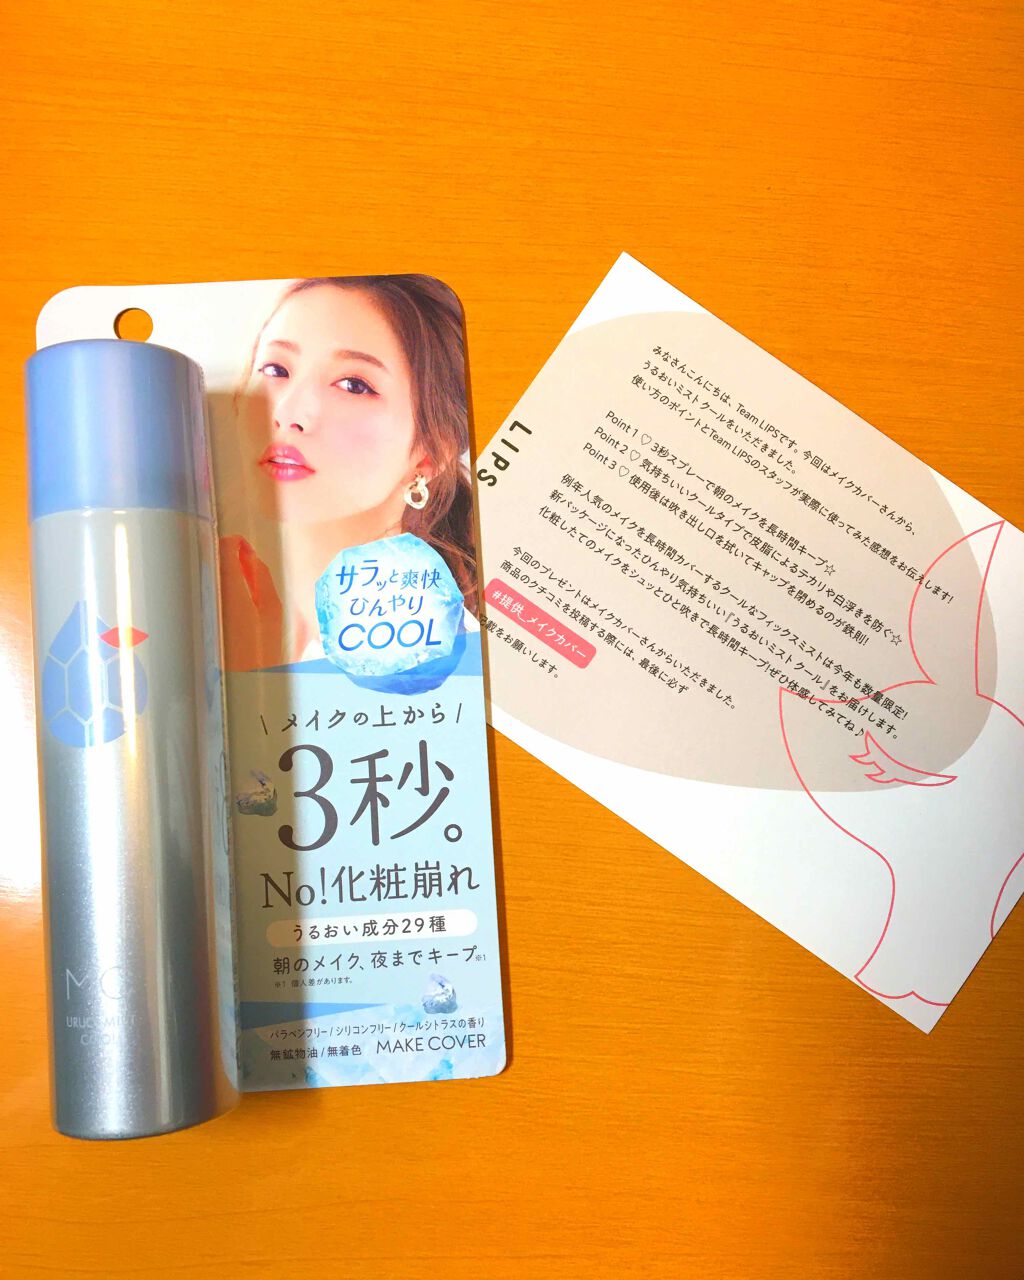 サラッと爽快
ひんやり
COOL
\ メイクの上から /
3秒。
No!化粧崩れ
うるおい成分29種
朝のメイク、夜までキープ※1
※1 個人差があります。
パラベンフリー/シリコンフリー/クールシトラスの香り
無鉱物油/無着色 MAKE COVER
MC
COOL
LIPS
みなさんこんにちは、Team LIPSです。今回はメイクカバーさんから、
うるおいミスト クールをいただきました。
使い方のポイントとTeam LIPSのスタッフが実際に使ってみた感想をお伝えします!
Point 1 ♡ 3秒スプレーで朝のメイクを長時間キープ☆
Point 2 ♡ 気持ちいいクールタイプで皮脂によるテカリや白浮きを防ぐ☆
Point 3 ♡ 使用後は吹き出し口を拭いてキャップを閉めるのが鉄則!
例年人気のメイクを長時間カバーするクールなフィックスミストは今年も数量限定!
新パッケージになったひんやり気持ちいい『うるおいミスト クール』をお届けします。
化粧したてのメイクをシュッとひと吹きで長時間キープ!ぜひ体感してみてね♪
今回のプレゼントはメイクカバーさんからいただきました。
商品のクチコミを投稿する際には、最後に必ず
#提供_メイクカバー
記載をお願いします。